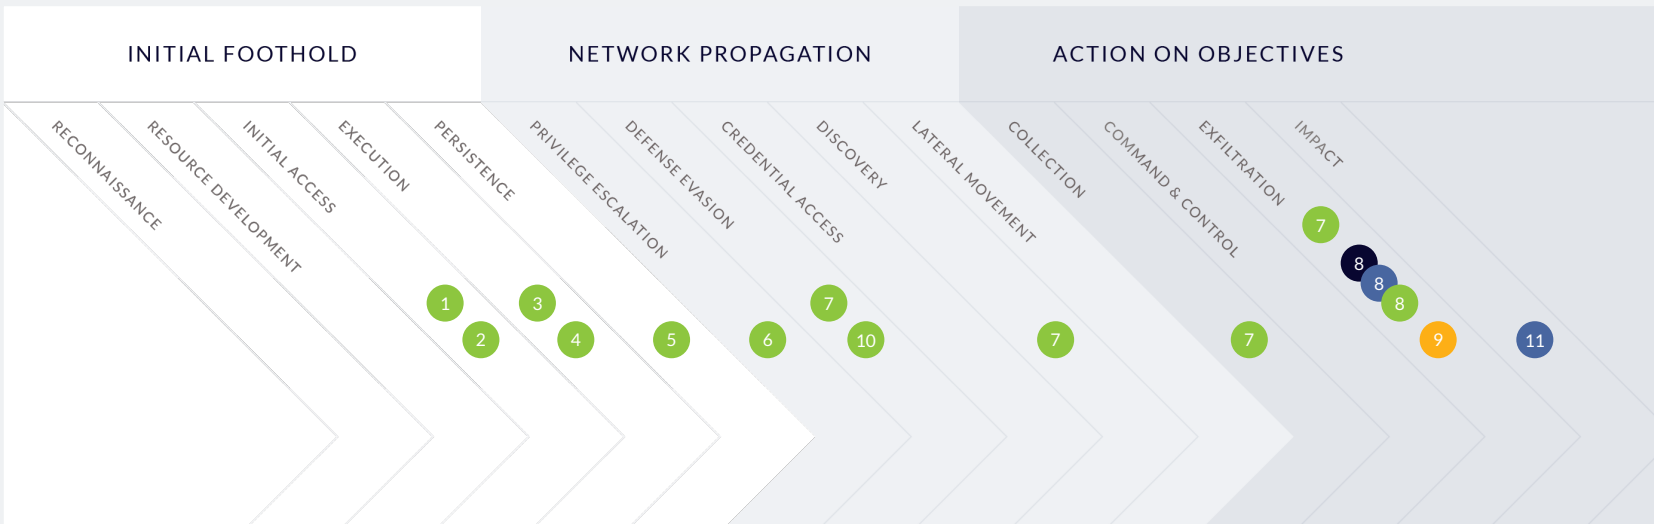 INITIAL FOOTHOLD
NETWORK PROPAGATION
ACTION ON OBJECTIVES
RECONNAISSANCE
RESOURCE DEVELOPMENT
INITIAL ACCESS
EXECUTION
PERSISTENCE
PRIVILEGE ESCALATION
DEFENSE EVASION
CREDENTIAL ACCESS
DISCOVERY
LATERAL MOVEMENT
COLLECTION
COMMAND & CONTROL
EXFILTRATION
IMPACT
1
2
3
4
5
6
7
10
7
7
7
8
8
8
9
11